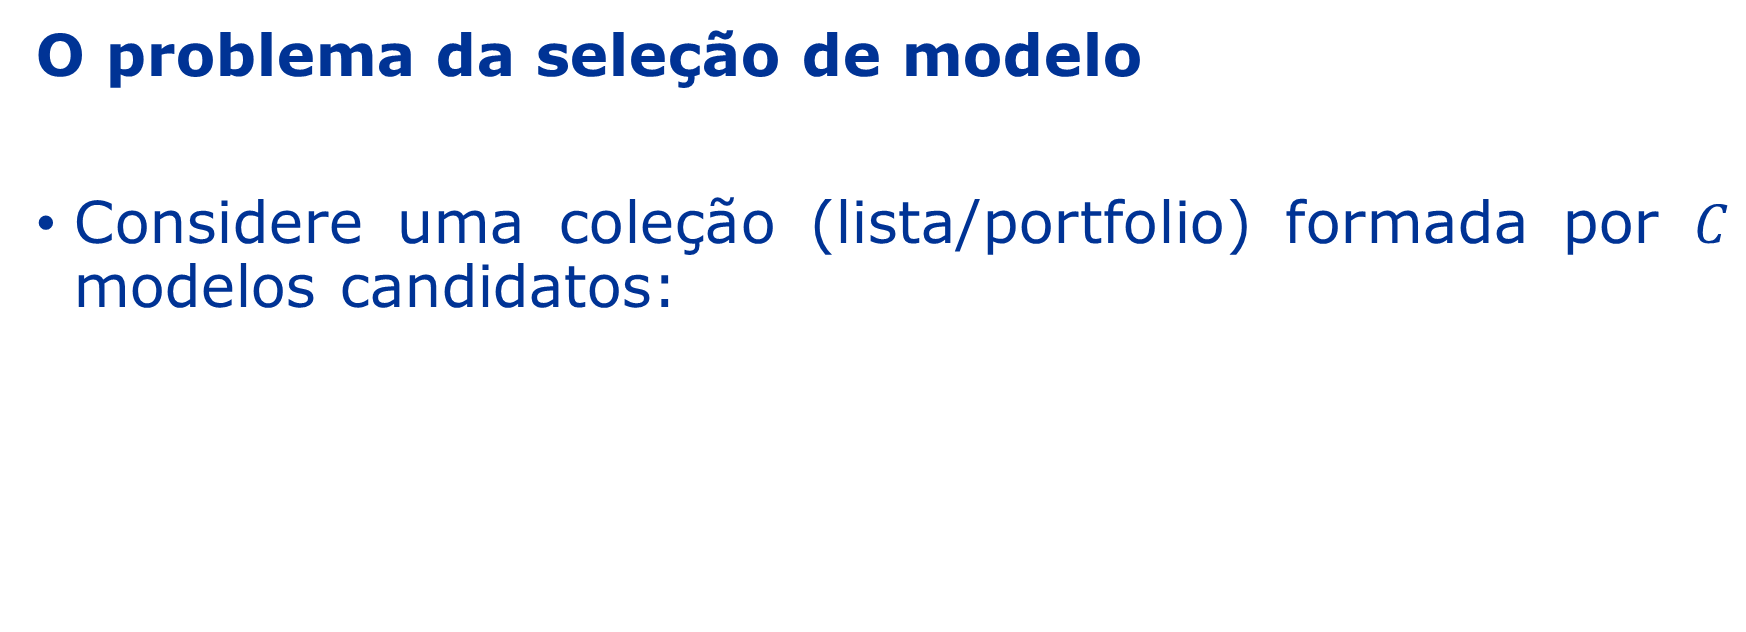 O problema da seleção de modelo
• Considere uma coleção (lista/portfolio) formada por C
modelos candidatos: